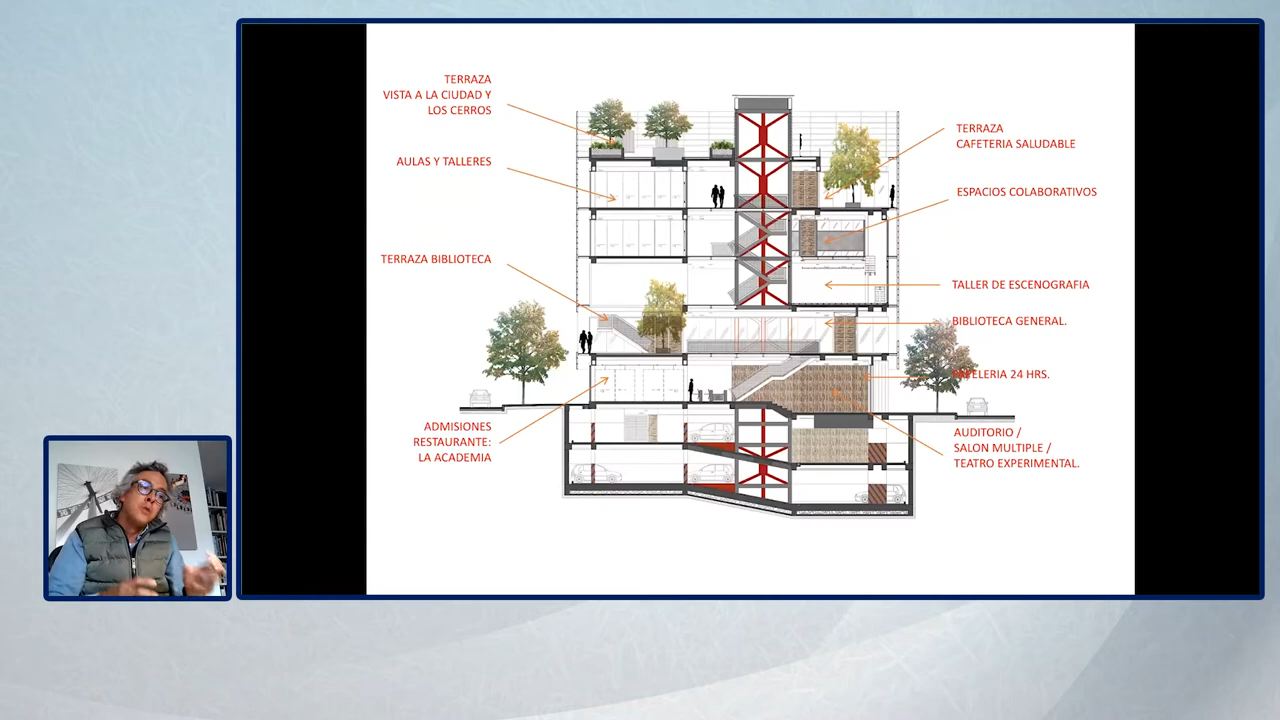 TERRAZA
VISTA A LA CIUDAD Y
LOS CERROS
AULAS Y TALLERES
TERRAZA BIBLIOTECA
ADMISIONES
RESTAURANTE:
LA ACADEMIA
TERRAZA
CAFETERIA SALUDABLE
ESPACIOS COLABORATIVOS
TALLER DE ESCENOGRAFIA
BIBLIOTECA GENERAL.
PAPELERIA 24 HRS.
AUDITORIO /
SALON MULTIPLE /
TEATRO EXPERIMENTAL.